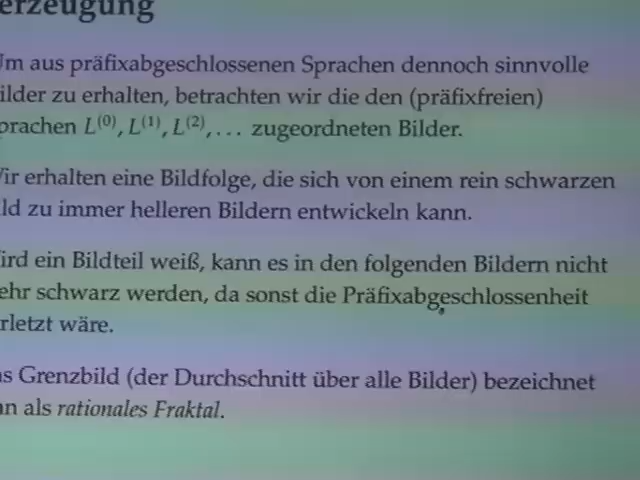 erzeugung
Um aus präfixabgeschlossenen Sprachen dennoch sinnvolle
ilder zu erhalten, betrachten wir die den (präfixfreien)
prachen L⁽⁰⁾, L⁽¹⁾, L⁽²⁾, … zugeordneten Bilder.
Wir erhalten eine Bildfolge, die sich von einem rein schwarzen
ild zu immer helleren Bildern entwickeln kann.
ird ein Bildteil weiß, kann es in den folgenden Bildern nicht
ehr schwarz werden, da sonst die Präfixabgeschlossenheit
rletzt wäre.
as Grenzbild (der Durchschnitt über alle Bilder) bezeichnet
an als rationales Fraktal.